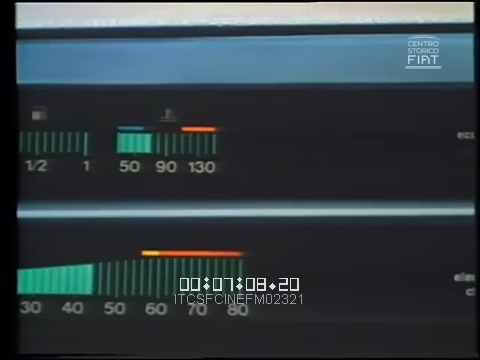 CENTRO
STORICO
FIAT
1/2 1 50 90 130
00:07:08.20
ITCSFCINEFM02321
30 40 50 60 70 80